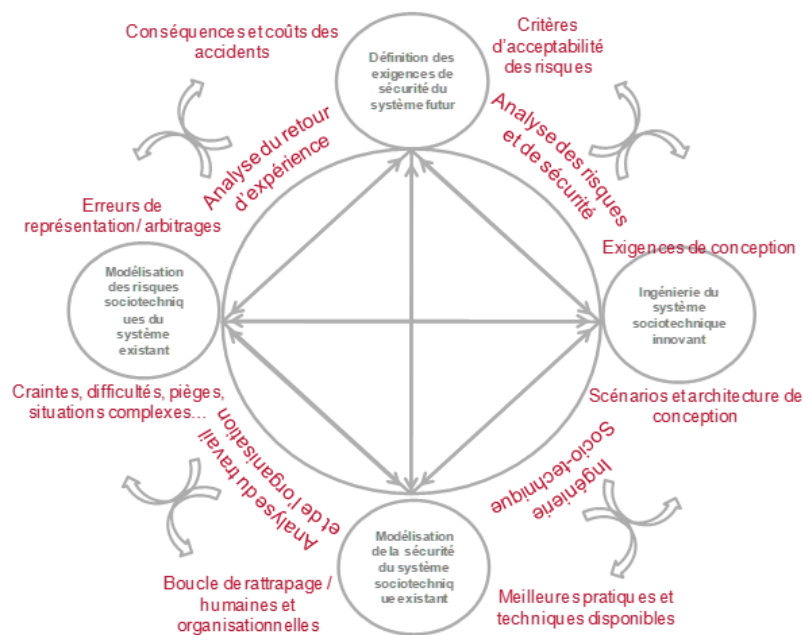 Conséquences et coûts des
accidents
Définition des
exigences de
sécurité du
système futur
Critères
d'acceptabilité
des risques
Analyse du retour
d'expérience
Analyse des risques
et de sécurité
Erreurs de
représentation/ arbitrages
Modélisation
des risques
sociotechniq
ues du
système
existant
Exigences de conception
Ingénierie du
système
sociotechnique
innovant
Craintes, difficultés, pièges,
situations complexes...
Scénarios et architecture de
conception
Analyse du travail
et de l'organisation
Ingénierie
Socio-technique
Modélisation
de la sécurité
du système
sociotechniq
ue existant
Boucle de rattrapage /
humaines et
organisationnelles
Meilleures pratiques et
techniques disponibles